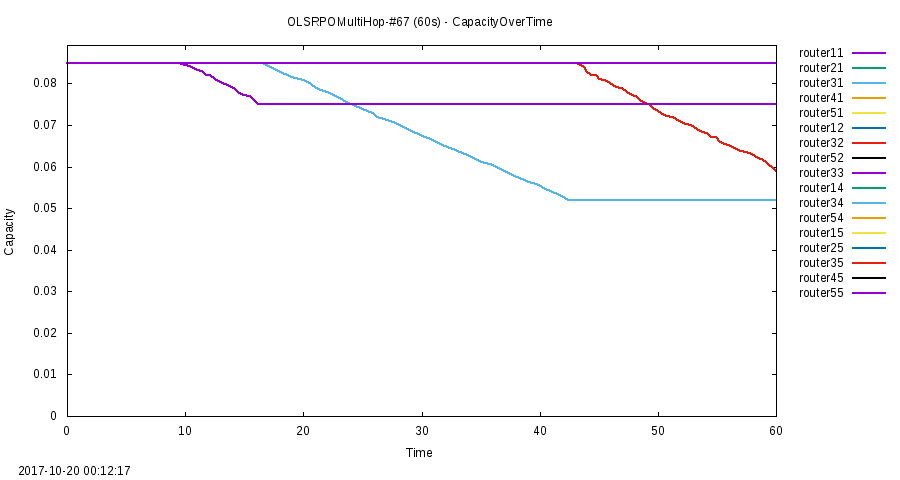 OLSRPOMultiHop-#67 (60s) - CapacityOverTime
router11
router21
router31
router41
router51
router12
router32
router52
router33
router14
router34
router54
router15
router25
router35
router45
router55
0.08
0.07
0.06
0.05
0.04
0.03
0.02
0.01
0
Capacity
0 10 20 30 40 50 60
Time
2017-10-20 00:12:17